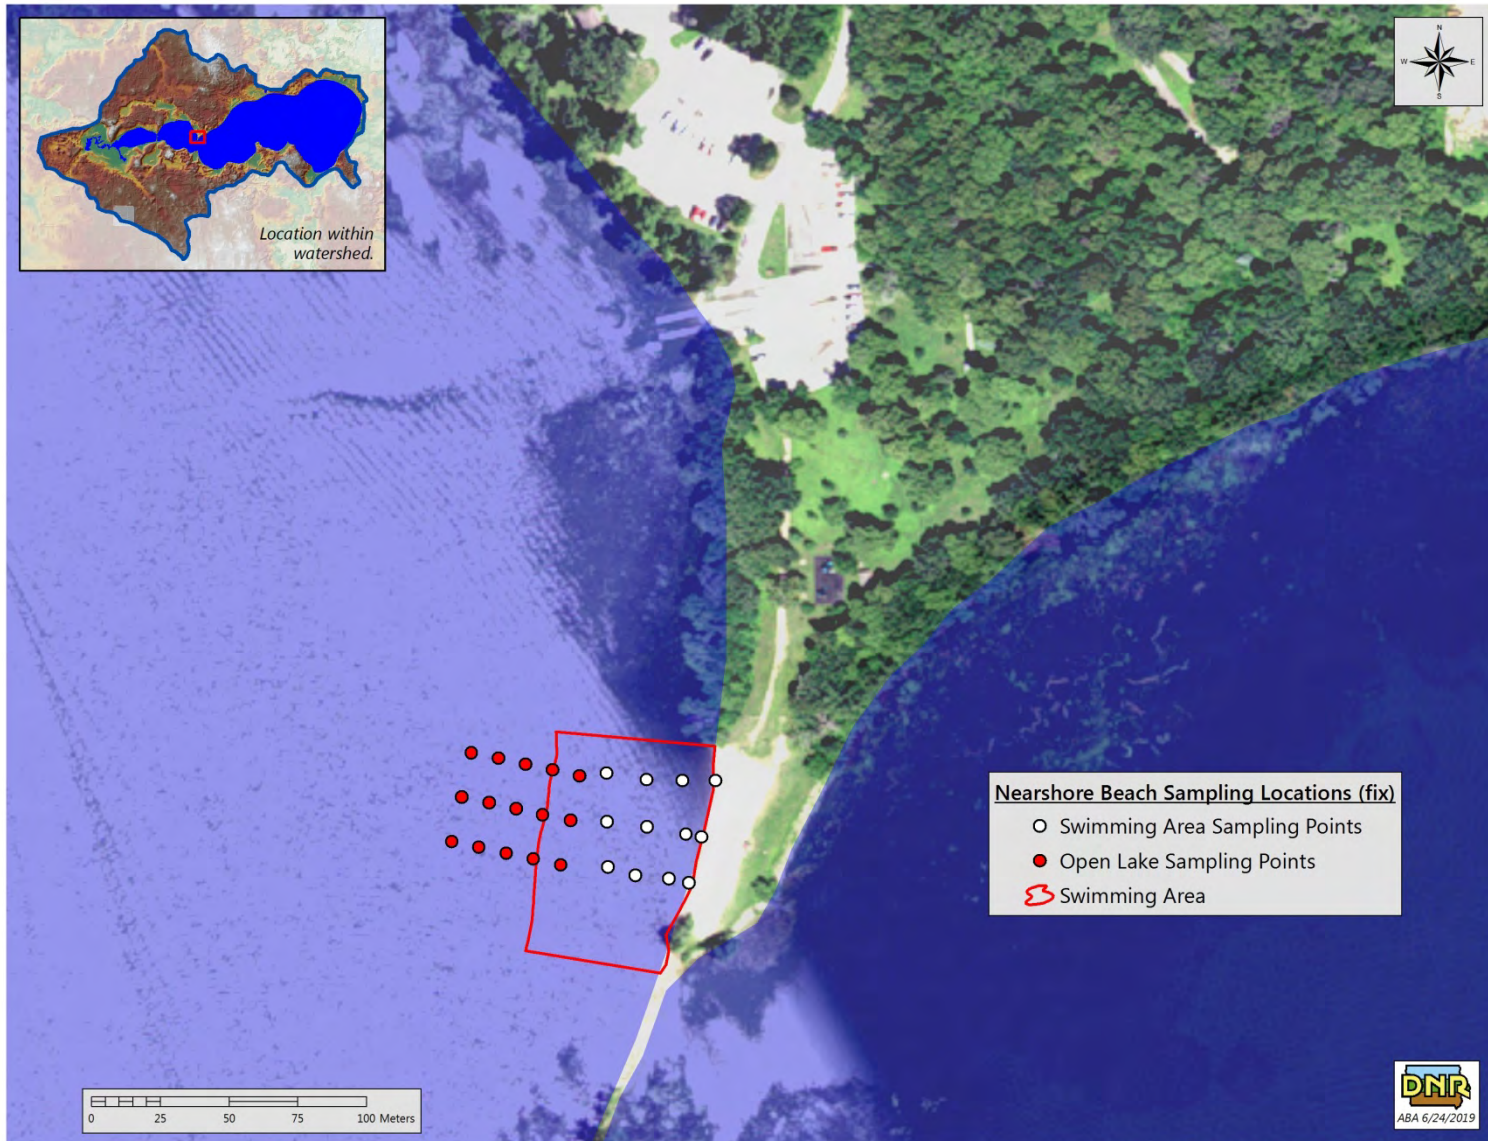 Location within
watershed.
N
W E
S
Nearshore Beach Sampling Locations (fix)
Swimming Area Sampling Points
Open Lake Sampling Points
Swimming Area
0 25 50 75 100 Meters
DNR
ABA 6/24/2019